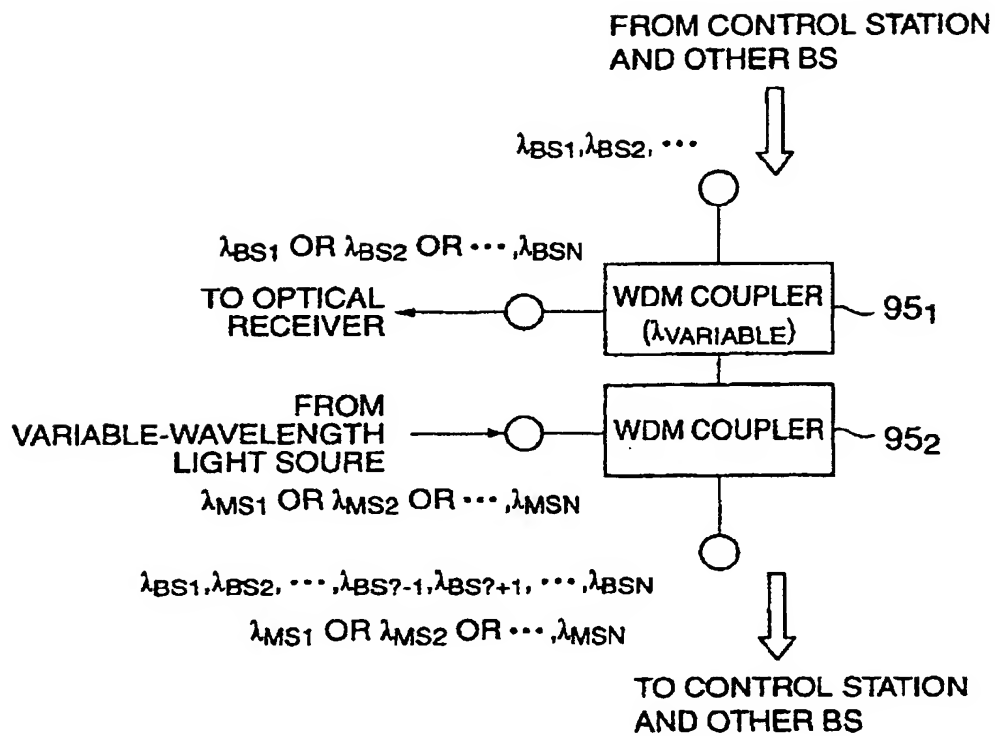 FROM CONTROL STATION
AND OTHER BS
λBS1,λBS2, •••
λBS1 OR λBS2 OR •••,λBSN
TO OPTICAL
RECEIVER
WDM COUPLER
(λVARIABLE)
951
FROM
VARIABLE-WAVELENGTH
LIGHT SOURE
WDM COUPLER
952
λMS1 OR λMS2 OR •••,λMSN
λBS1,λBS2, •••,λBS?-1,λBS?+1, •••,λBSN
λMS1 OR λMS2 OR •••,λMSN
TO CONTROL STATION
AND OTHER BS